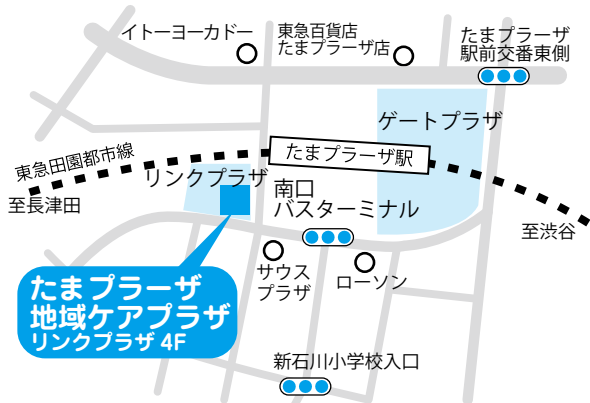 イトーヨーカドー
東急百貨店
たまプラーザ店
たまプラーザ
駅前交番東側
ゲートプラザ
東急田園都市線
たまプラーザ駅
リンクプラザ
南口
バスターミナル
至長津田
至渋谷
サウス
プラザ
ローソン
たまプラーザ
地域ケアプラザ
リンクプラザ 4F
新石川小学校入口